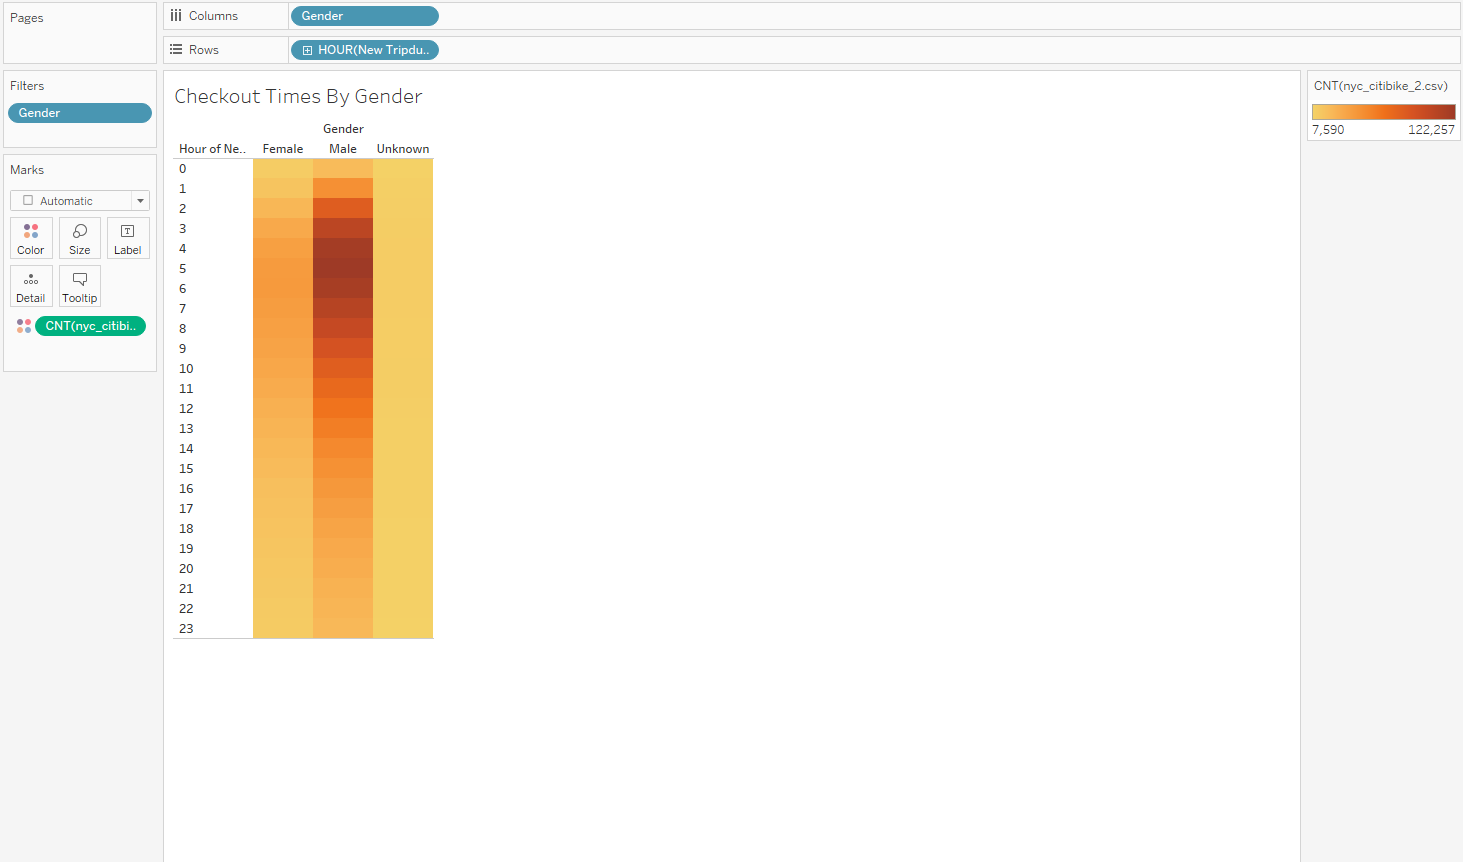 Pages
Columns
Gender
Rows
HOUR(New Tripdu..
Filters
Gender
Marks
Automatic
Color
Size
Label
Detail
Tooltip
CNT(nyc_citibi..
Checkout Times By Gender
Gender
Hour of Ne.. Female Male Unknown
0
1
2
3
4
5
6
7
8
9
10
11
12
13
14
15
16
17
18
19
20
21
22
23
CNT(nyc_citibike_2.csv)
7,590 122,257